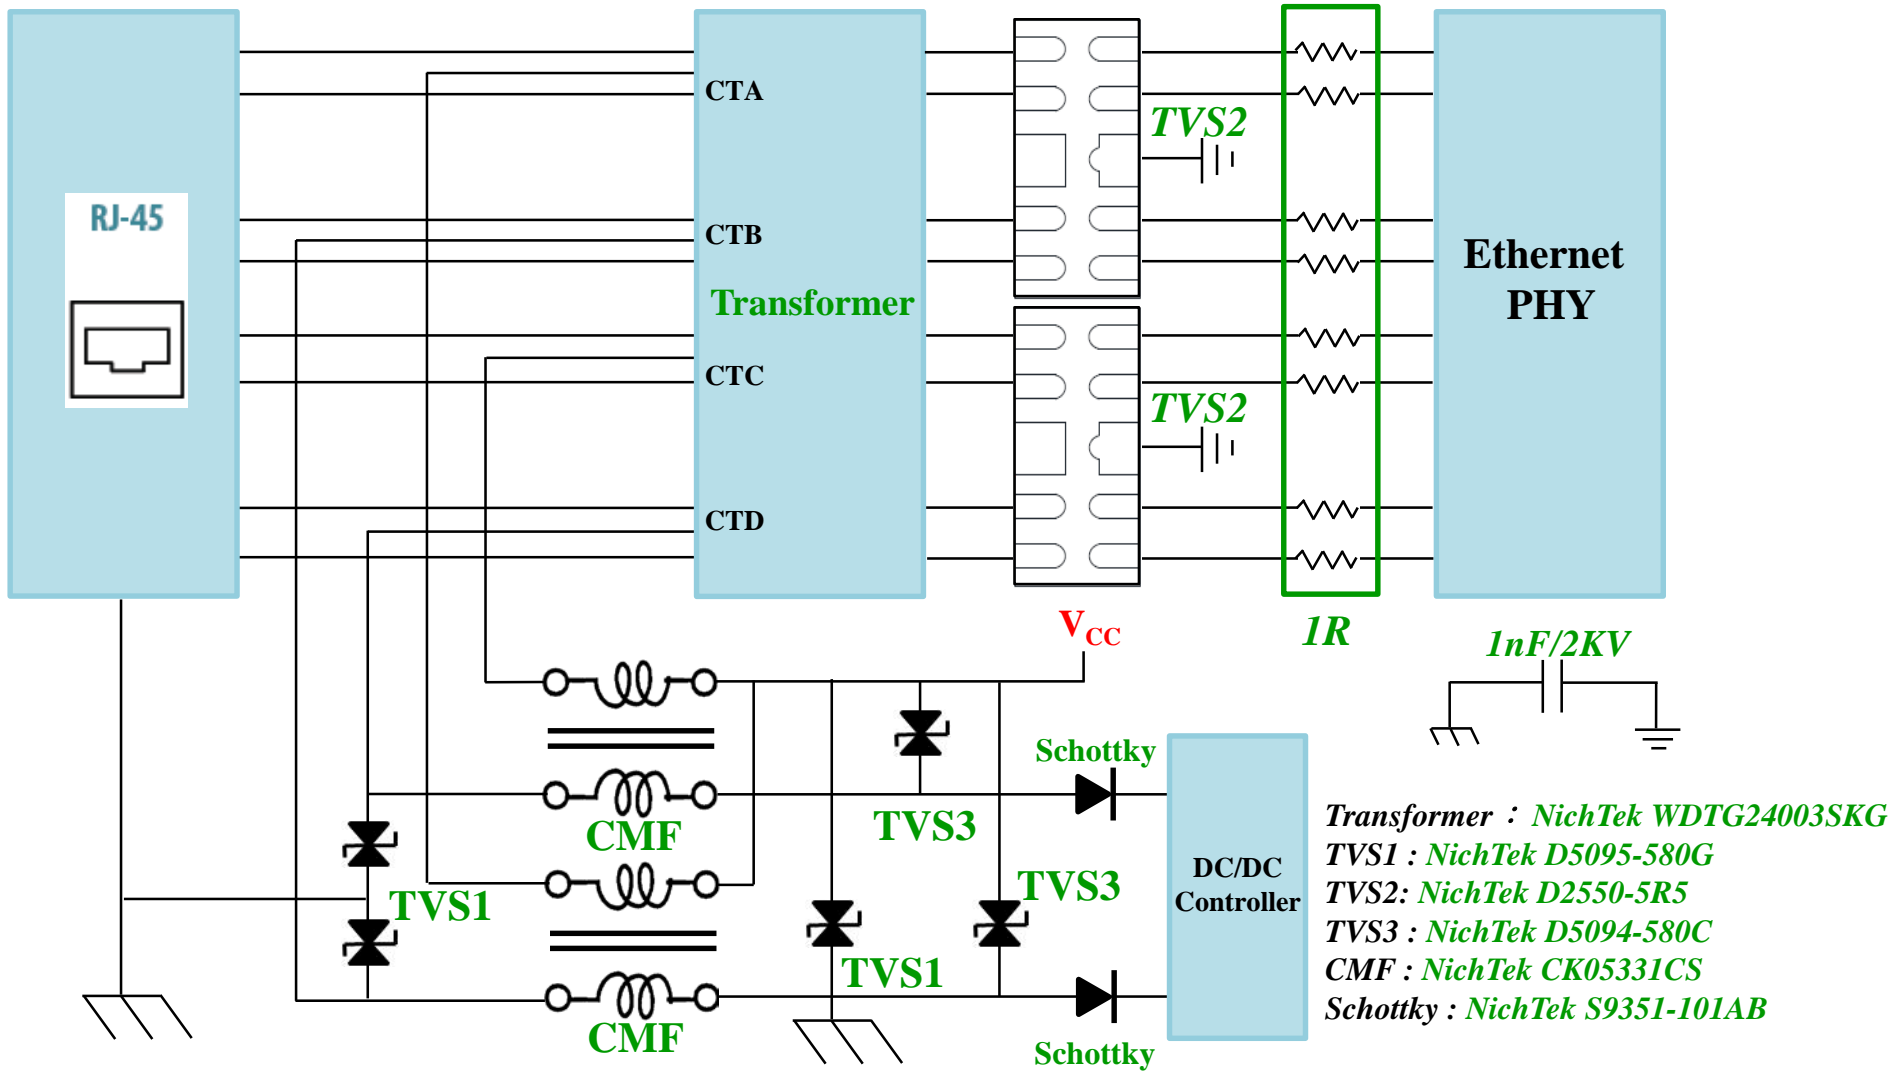 RJ-45
CTA
CTB
Transformer
CTC
CTD
TVS2
TVS2
Ethernet
PHY
1R
VCC
1nF/2KV
Schottky
CMF
TVS3
TVS1
TVS3
TVS1
CMF
Schottky
DC/DC
Controller
Transformer : NichTek WDTG24003SKG
TVS1 : NichTek D5095-580G
TVS2: NichTek D2550-5R5
TVS3 : NichTek D5094-580C
CMF : NichTek CK05331CS
Schottky : NichTek S9351-101AB